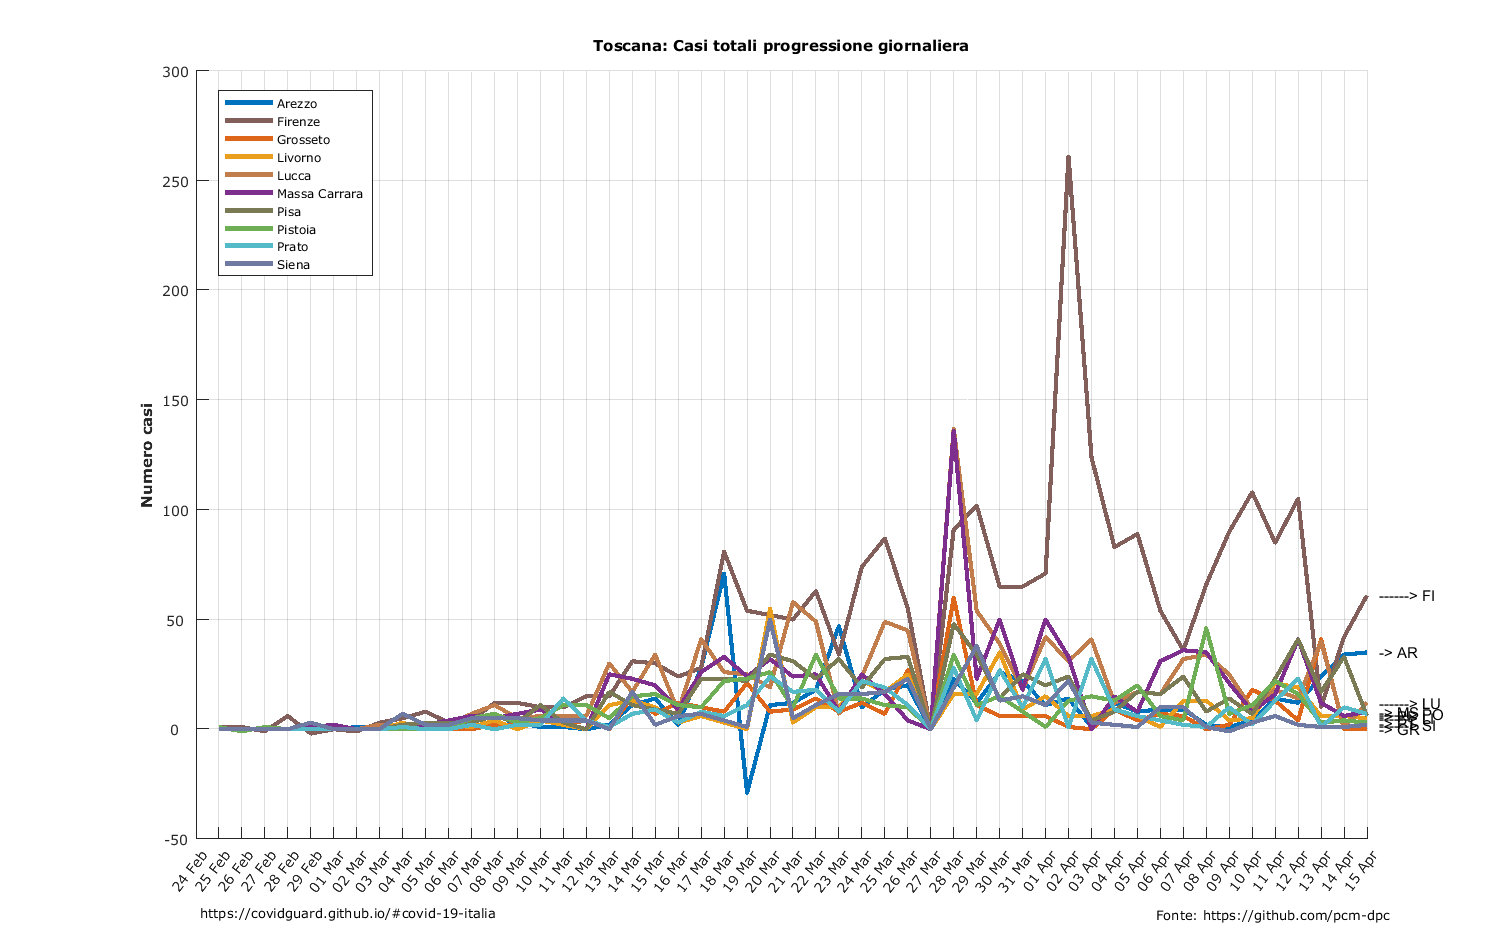 Toscana: Casi totali progressione giornaliera
300
250
200
150
100
50
0
-50
Numero casi
Arezzo
Firenze
Grosseto
Livorno
Lucca
Massa Carrara
Pisa
Pistoia
Prato
Siena
------> FI
-> AR
------> LU
-> MS
PO
SI
-> GR
24 Feb
25 Feb
26 Feb
27 Feb
28 Feb
29 Feb
01 Mar
02 Mar
03 Mar
04 Mar
05 Mar
06 Mar
07 Mar
08 Mar
09 Mar
10 Mar
11 Mar
12 Mar
13 Mar
14 Mar
15 Mar
16 Mar
17 Mar
18 Mar
19 Mar
20 Mar
21 Mar
22 Mar
23 Mar
24 Mar
25 Mar
26 Mar
27 Mar
28 Mar
29 Mar
30 Mar
31 Mar
01 Apr
02 Apr
03 Apr
04 Apr
05 Apr
06 Apr
07 Apr
08 Apr
09 Apr
10 Apr
11 Apr
12 Apr
13 Apr
14 Apr
15 Apr
https://covidguard.github.io/#covid-19-italia
Fonte: https://github.com/pcm-dpc